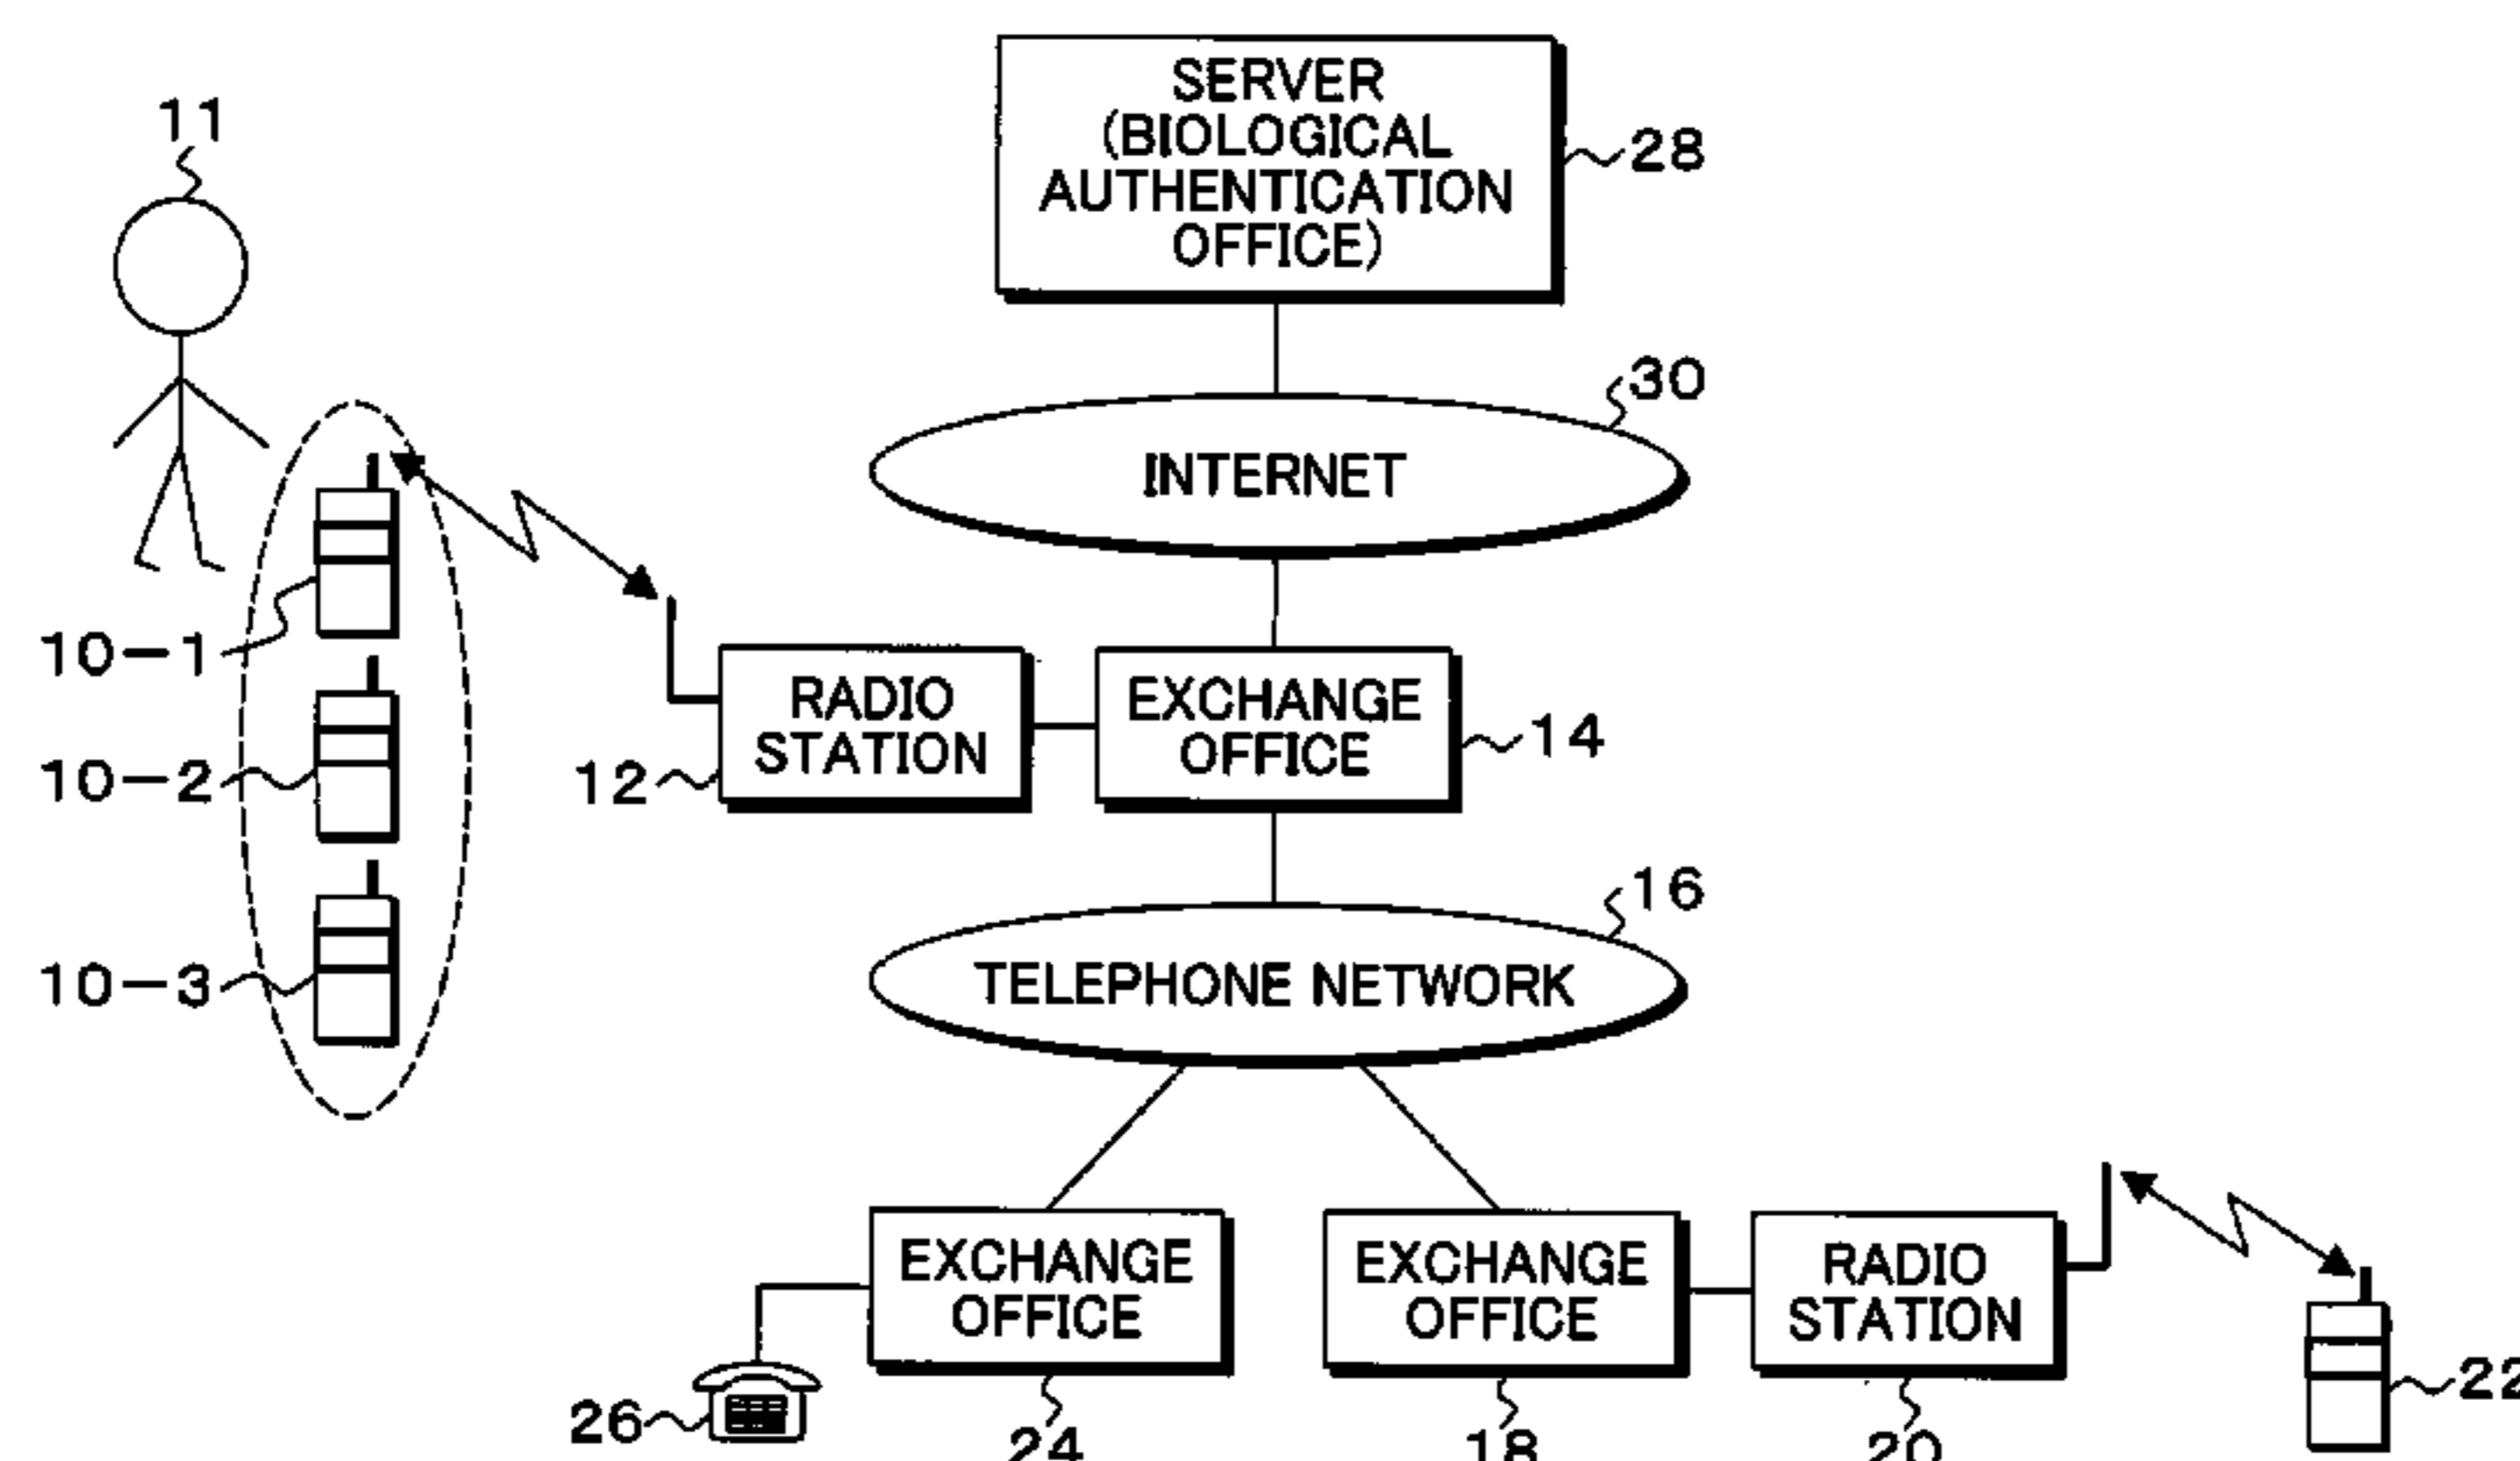 11
SERVER
(BIOLOGICAL
AUTHENTICATION
OFFICE)
28
30
INTERNET
10-1
RADIO
STATION
12
EXCHANGE
OFFICE
14
10-2
16
TELEPHONE NETWORK
10-3
EXCHANGE
OFFICE
EXCHANGE
OFFICE
RADIO
STATION
26
24
18
20
22